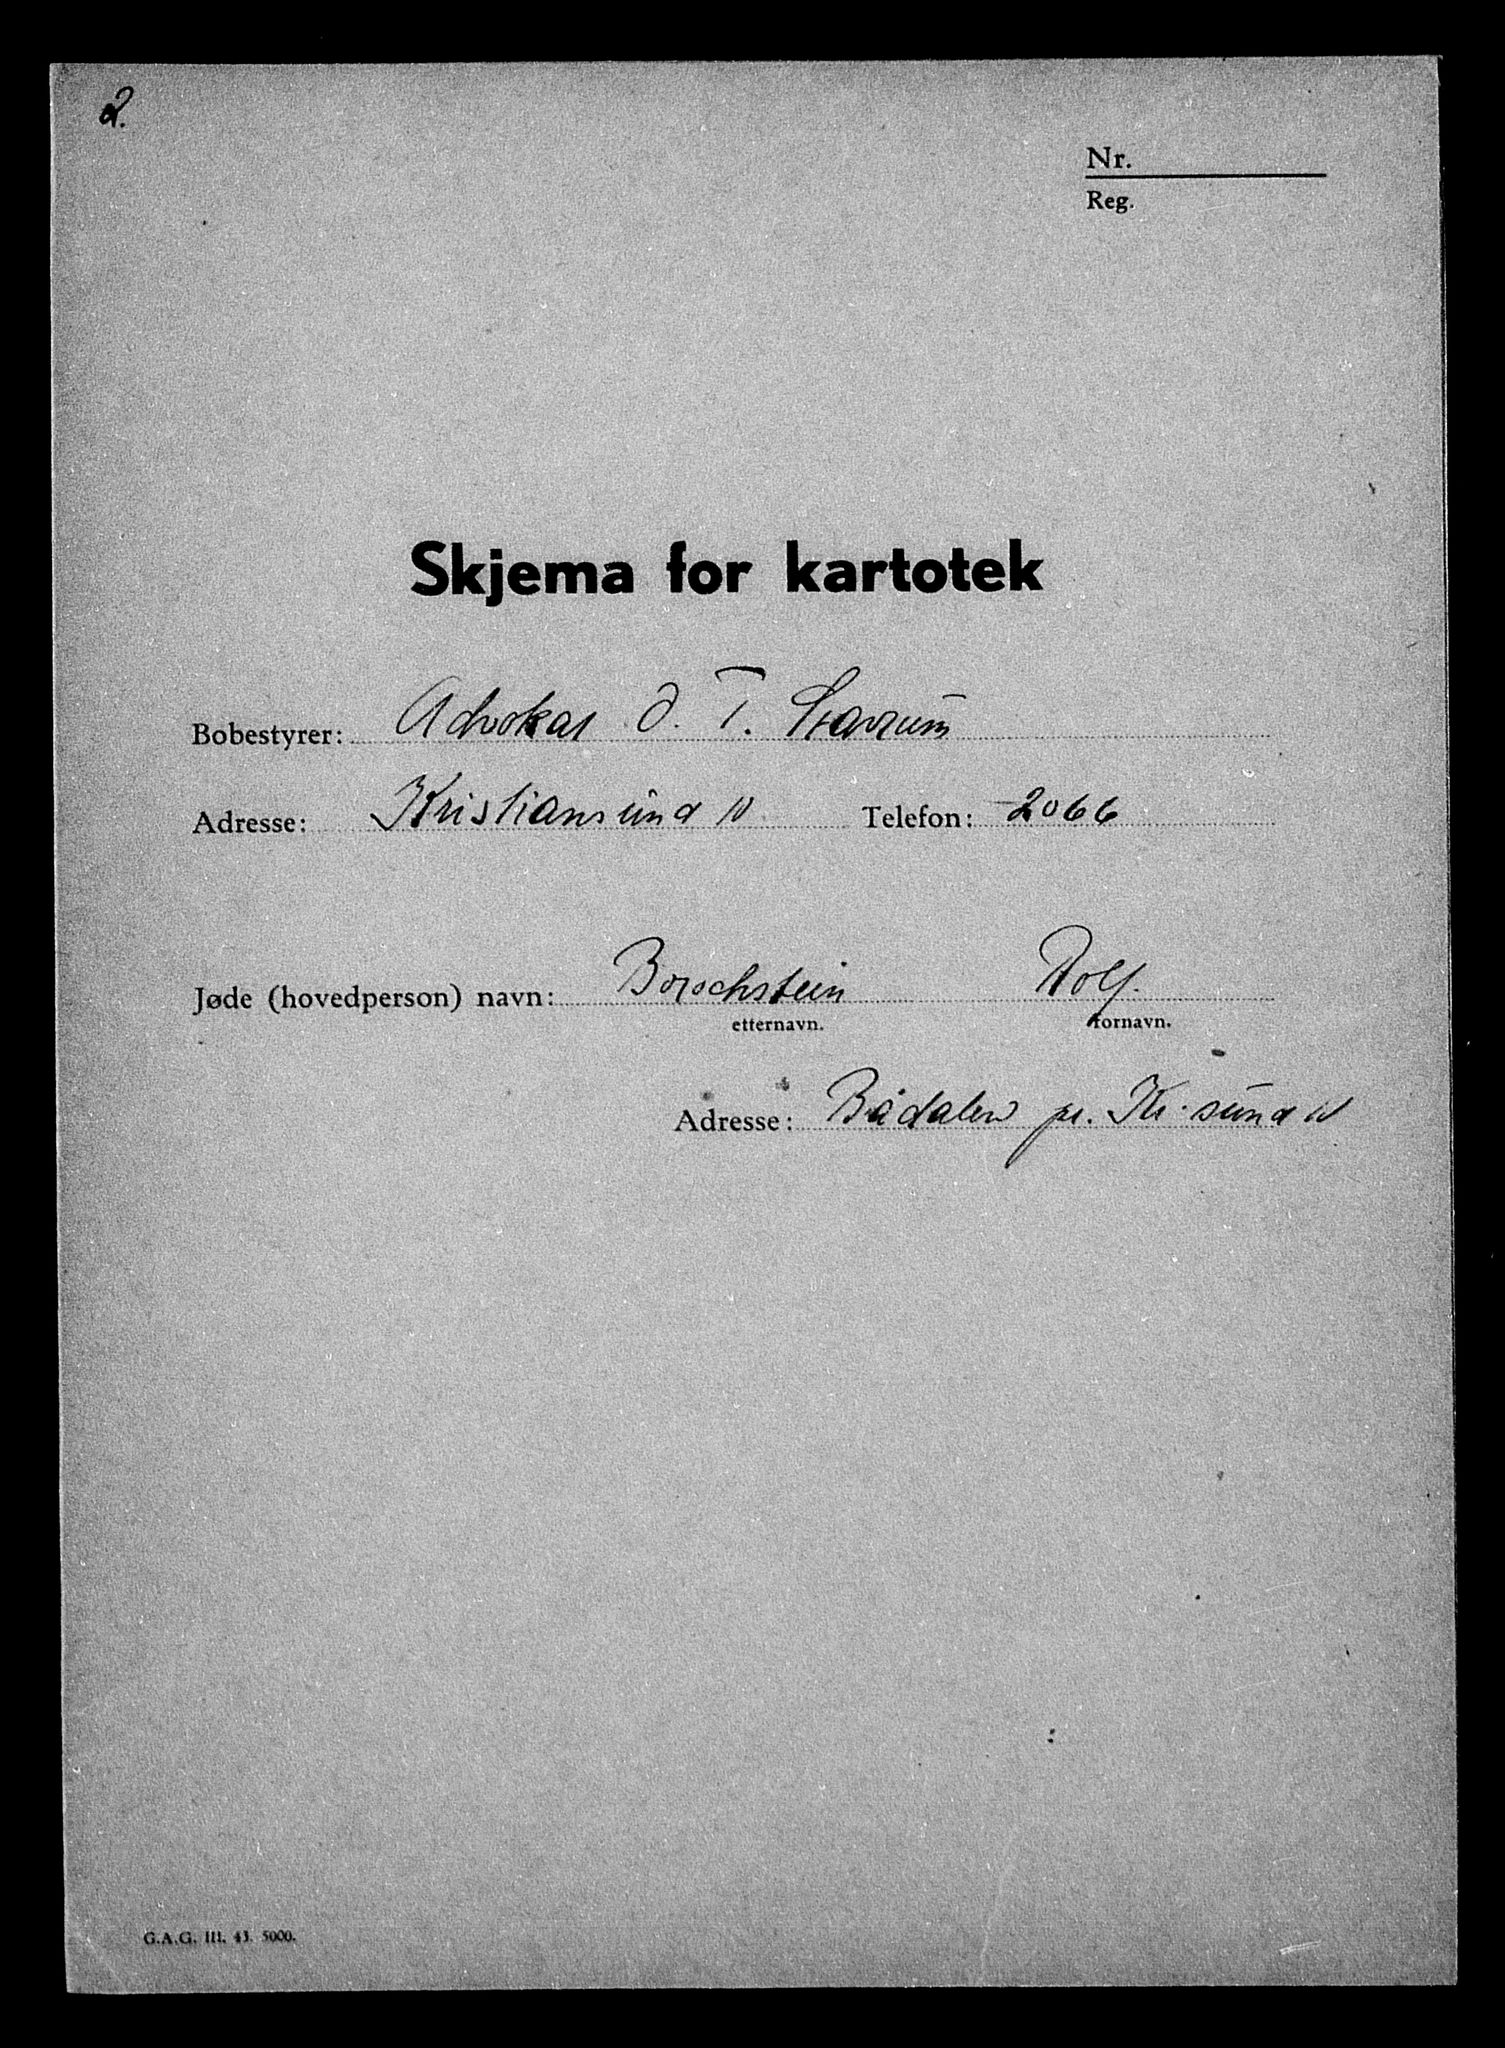 2.
Nr.
Reg.
Skjema for kartotek
Bobestyrer: Advokat O. T. Stavrum
Adresse: Kristiansund N Telefon: 2066
Jøde (hovedperson) navn: Borochstein Rolf.
etternavn. fornavn.
Adresse: Bådalen pr. Kr.sund N
G.A.G. III. 43. 5000.